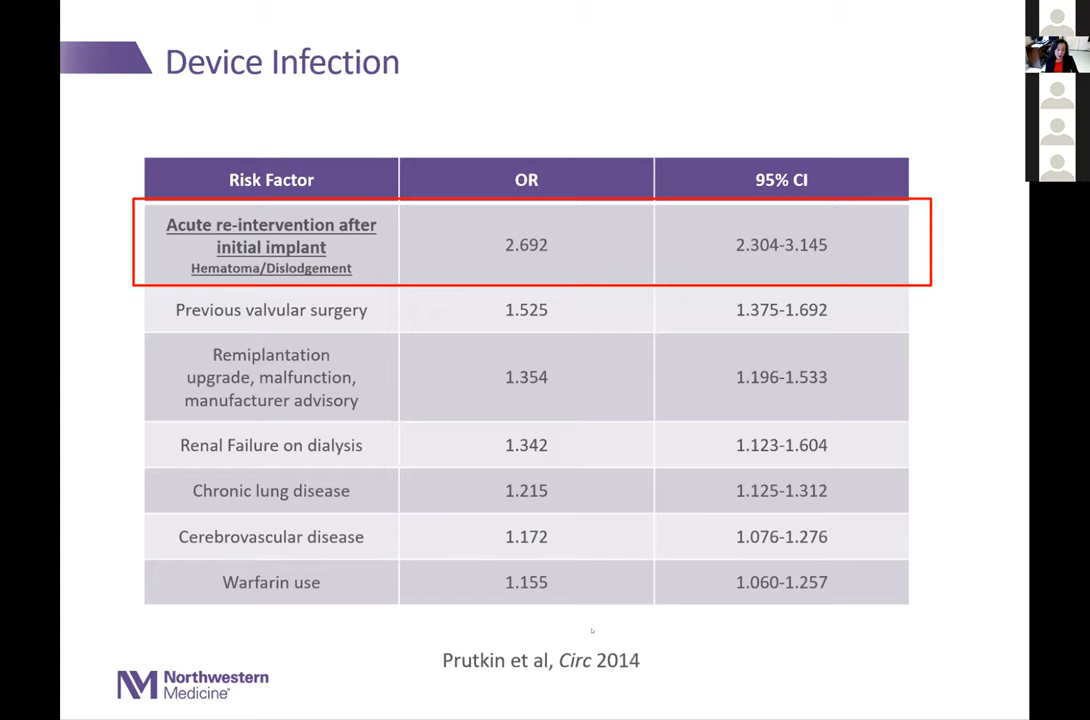 Device Infection
Risk Factor OR 95% CI
Acute re-intervention after
initial implant
Hematoma/Dislodgement
2.692 2.304-3.145
Previous valvular surgery 1.525 1.375-1.692
Remiplantation
upgrade, malfunction,
manufacturer advisory
1.354 1.196-1.533
Renal Failure on dialysis 1.342 1.123-1.604
Chronic lung disease 1.215 1.125-1.312
Cerebrovascular disease 1.172 1.076-1.276
Warfarin use 1.155 1.060-1.257
Prutkin et al, Circ 2014
NM Northwestern
Medicine®